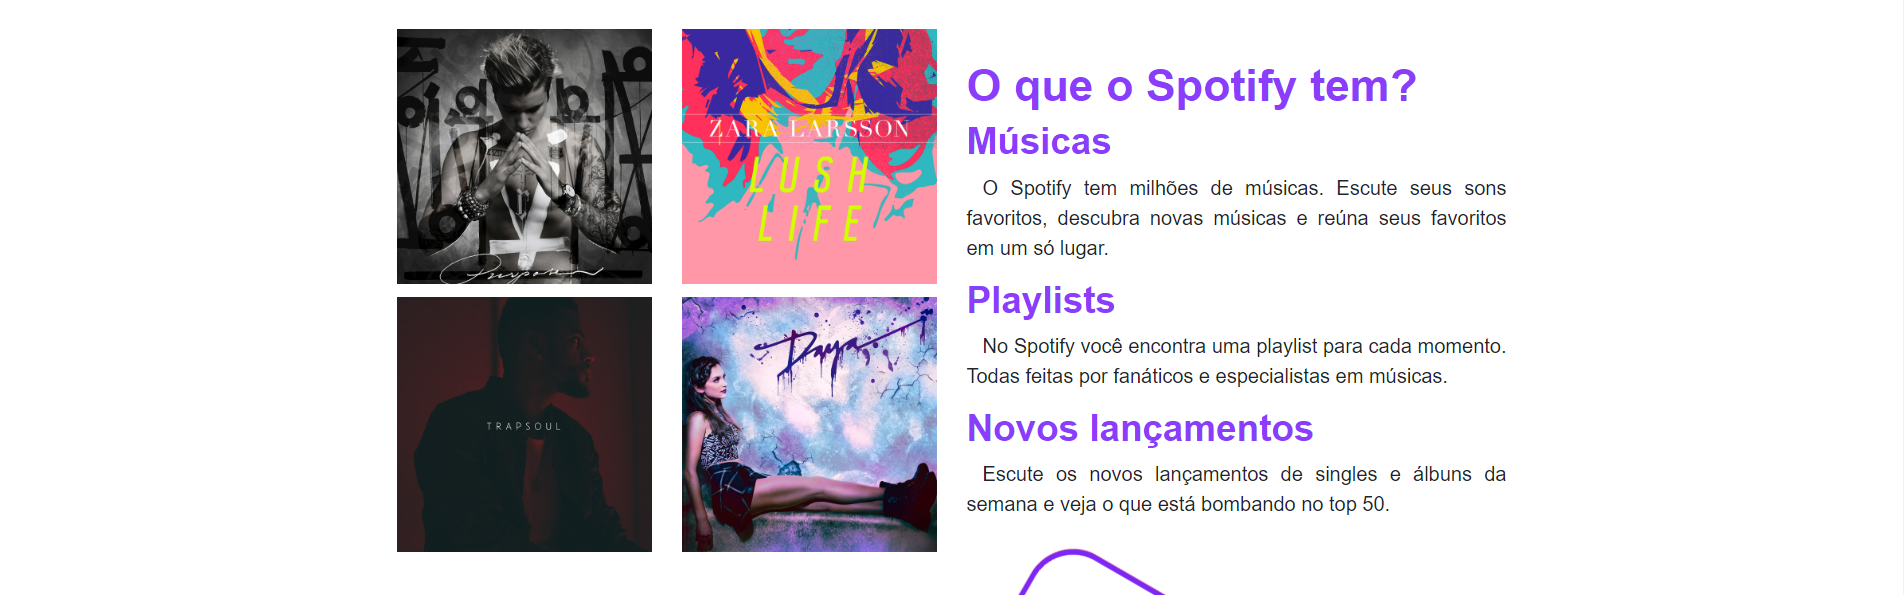 Purpose
ZARA LARSSON
LUSH
LIFE
TRAPSOUL
Daya
O que o Spotify tem?
Músicas
O Spotify tem milhões de músicas. Escute seus sons
favoritos, descubra novas músicas e reúna seus favoritos
em um só lugar.
Playlists
No Spotify você encontra uma playlist para cada momento.
Todas feitas por fanáticos e especialistas em músicas.
Novos lançamentos
Escute os novos lançamentos de singles e álbuns da
semana e veja o que está bombando no top 50.